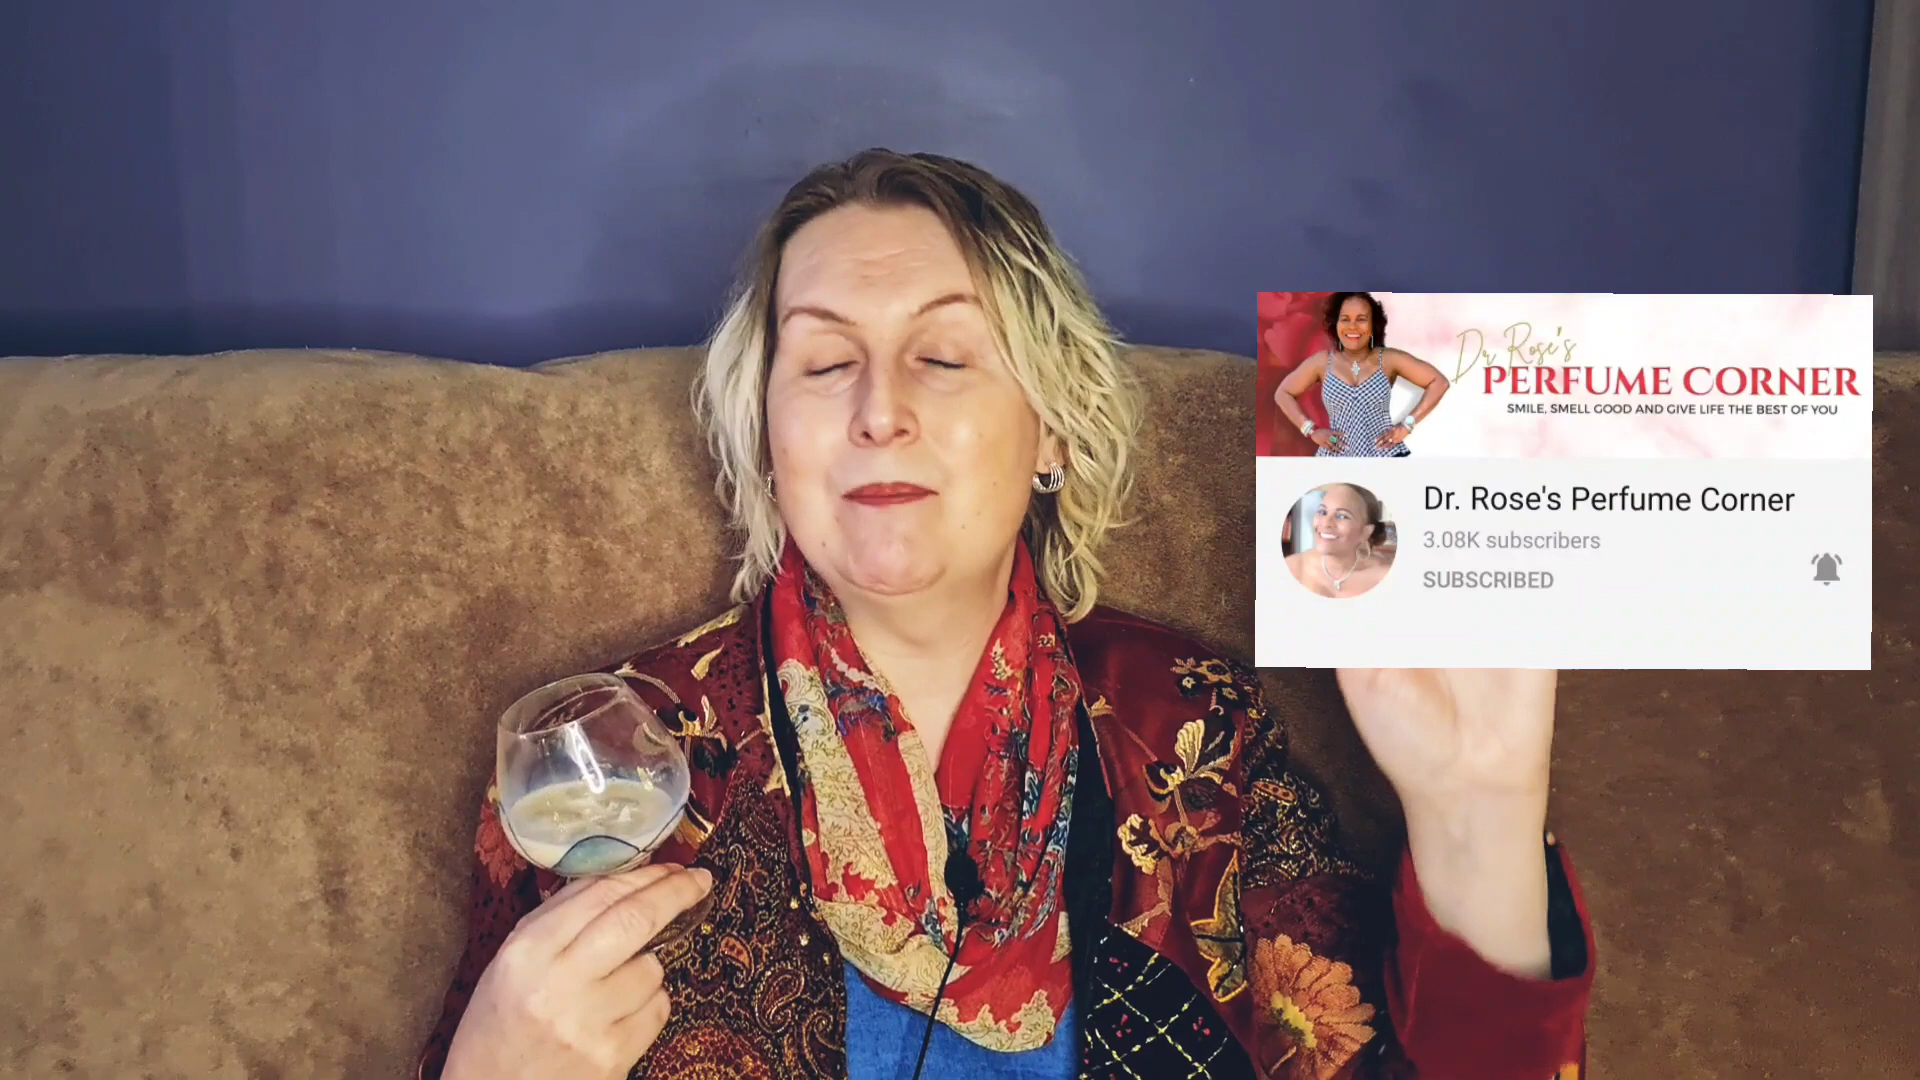 Dr Rose's
PERFUME CORNER
SMILE, SMELL GOOD AND GIVE LIFE THE BEST OF YOU
Dr. Rose's Perfume Corner
3.08K subscribers
SUBSCRIBED